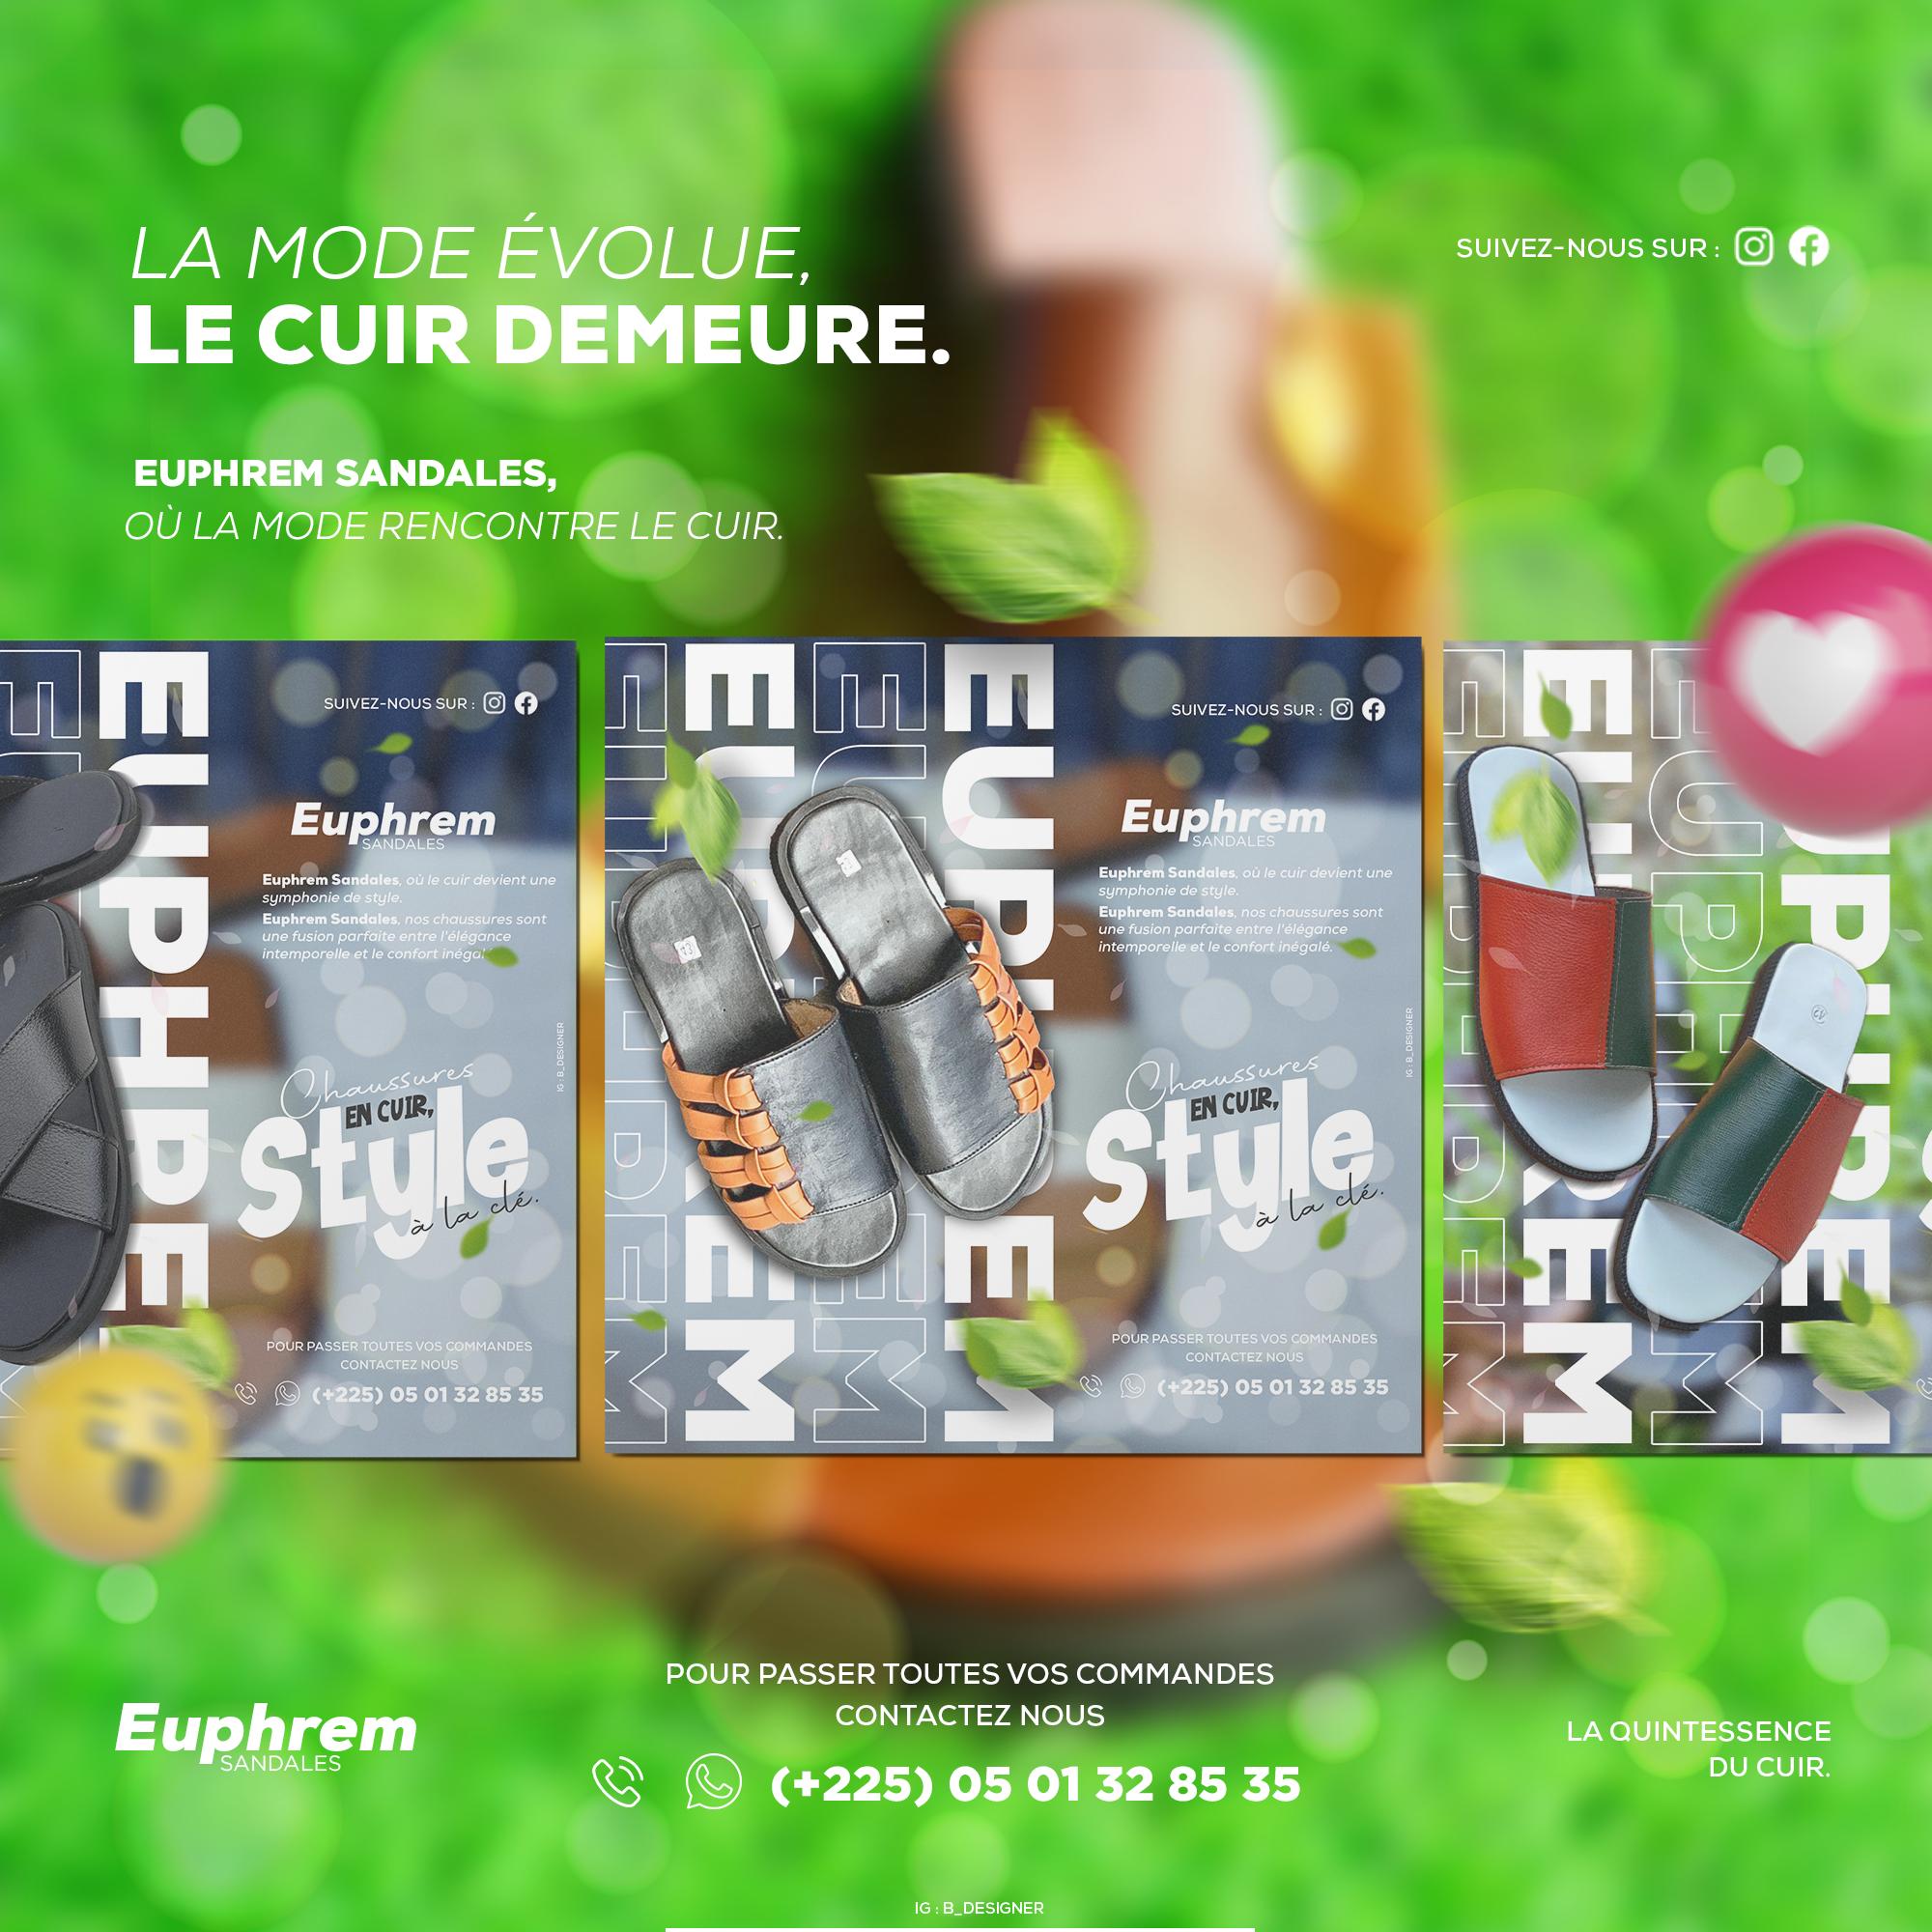 LA MODE ÉVOLUE,
LE CUIR DEMEURE.
SUIVEZ-NOUS SUR :
EUPHREM SANDALES,
OÙ LA MODE RENCONTRE LE CUIR.
EUPHRE
SUIVEZ-NOUS SUR :
Euphrem
SANDALES
Euphrem Sandales, où le cuir devient une
symphonie de style.
Euphrem Sandales, nos chaussures sont
une fusion parfaite entre l'élégance
intemporelle et le confort inégal
IG : B_DESIGNER
Chaussures
EN CUIR,
Style
à la clé.
POUR PASSER TOUTES VOS COMMANDES
CONTACTEZ NOUS
(+225) 05 01 32 85 35
EUPHREM
EUPHREM
EUPHREM
EUPHREM
SUIVEZ-NOUS SUR :
Euphrem
SANDALES
Euphrem Sandales, où le cuir devient une
symphonie de style.
Euphrem Sandales, nos chaussures sont
une fusion parfaite entre l'élégance
intemporelle et le confort inégalé.
IG : B_DESIGNER
Chaussures
EN CUIR,
Style
à la clé.
POUR PASSER TOUTES VOS COMMANDES
CONTACTEZ NOUS
(+225) 05 01 32 85 35
EUPHREM
EUPHREM
EUPHREM
EUPHREM
Euphrem
SANDALES
POUR PASSER TOUTES VOS COMMANDES
CONTACTEZ NOUS
(+225) 05 01 32 85 35
LA QUINTESSENCE
DU CUIR.
IG : B_DESIGNER